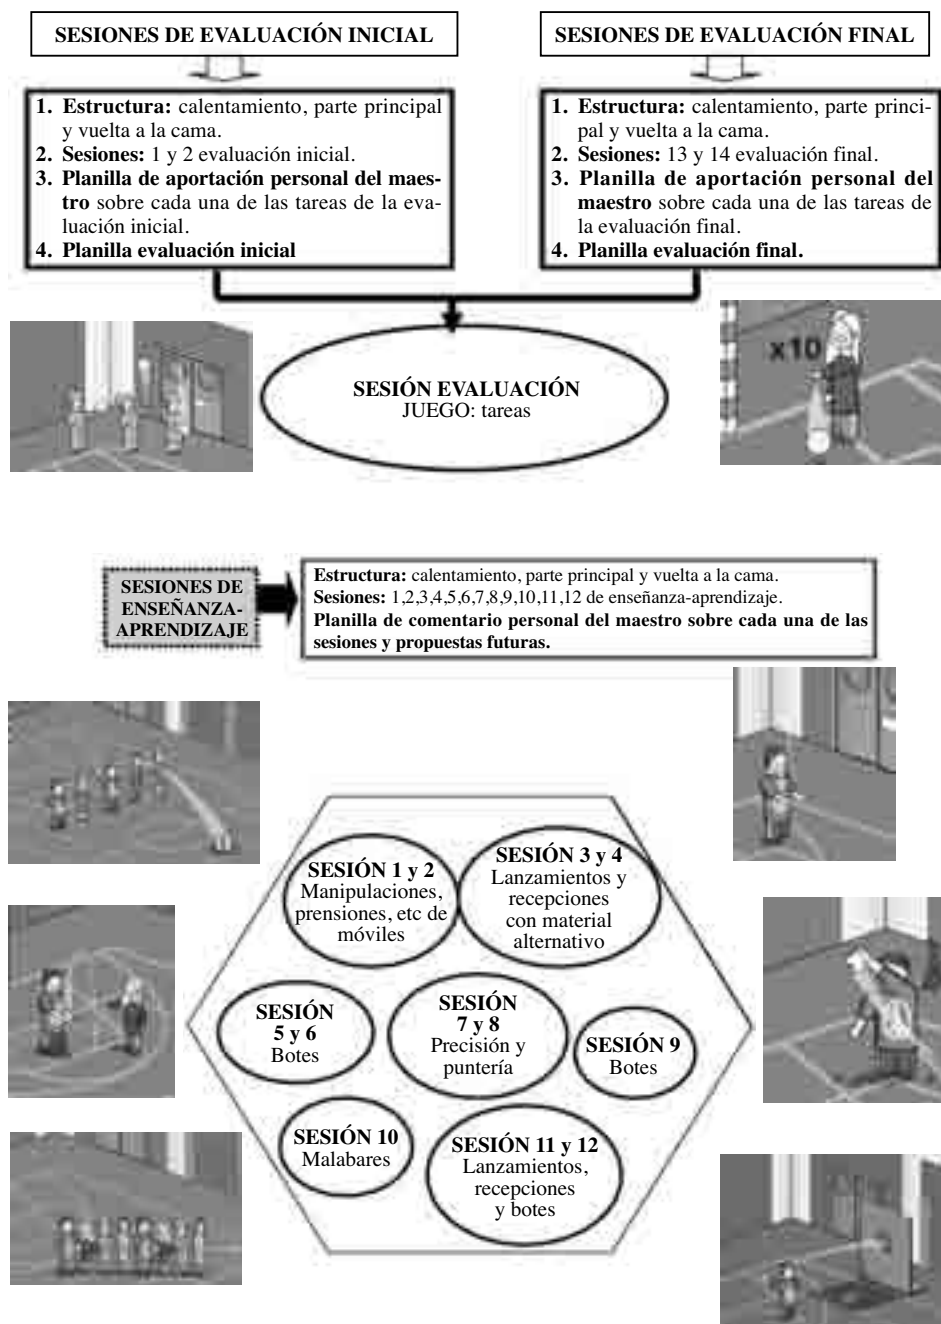 SESIONES DE EVALUACIÓN INICIAL
1. Estructura: calentamiento, parte principal
y vuelta a la cama.
2. Sesiones: 1 y 2 evaluación inicial.
3. Planilla de aportación personal del maes-
tro sobre cada una de las tareas de la eva-
luación inicial.
4. Planilla evaluación inicial
SESIONES DE EVALUACIÓN FINAL
1. Estructura: calentamiento, parte princi-
pal y vuelta a la cama.
2. Sesiones: 13 y 14 evaluación final.
3. Planilla de aportación personal del
maestro sobre cada una de las tareas de
la evaluación final.
4. Planilla evaluación final.
x10
SESIÓN EVALUACIÓN
JUEGO: tareas
SESIONES DE
ENSEÑANZA-
APRENDIZAJE
Estructura: calentamiento, parte principal y vuelta a la cama.
Sesiones: 1,2,3,4,5,6,7,8,9,10,11,12 de enseñanza-aprendizaje.
Planilla de comentario personal del maestro sobre cada una de las
sesiones y propuestas futuras.
SESIÓN 1 y 2
Manipulaciones,
prensiones, etc de
móviles
SESIÓN 3 y 4
Lanzamientos y
recepciones
con material
alternativo
SESIÓN
5 y 6
Botes
SESIÓN
7 y 8
Precisión y
puntería
SESIÓN 9
Botes
SESIÓN 10
Malabares
SESIÓN 11 y 12
Lanzamientos,
recepciones
y botes